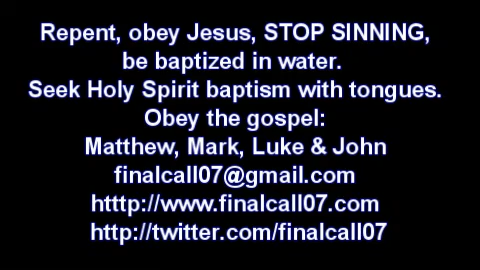 Repent, obey Jesus, STOP SINNING,
be baptized in water.
Seek Holy Spirit baptism with tongues.
Obey the gospel:
Matthew, Mark, Luke & John
finalcall07@gmail.com
htttp://www.finalcall07.com
http://twitter.com/finalcall07